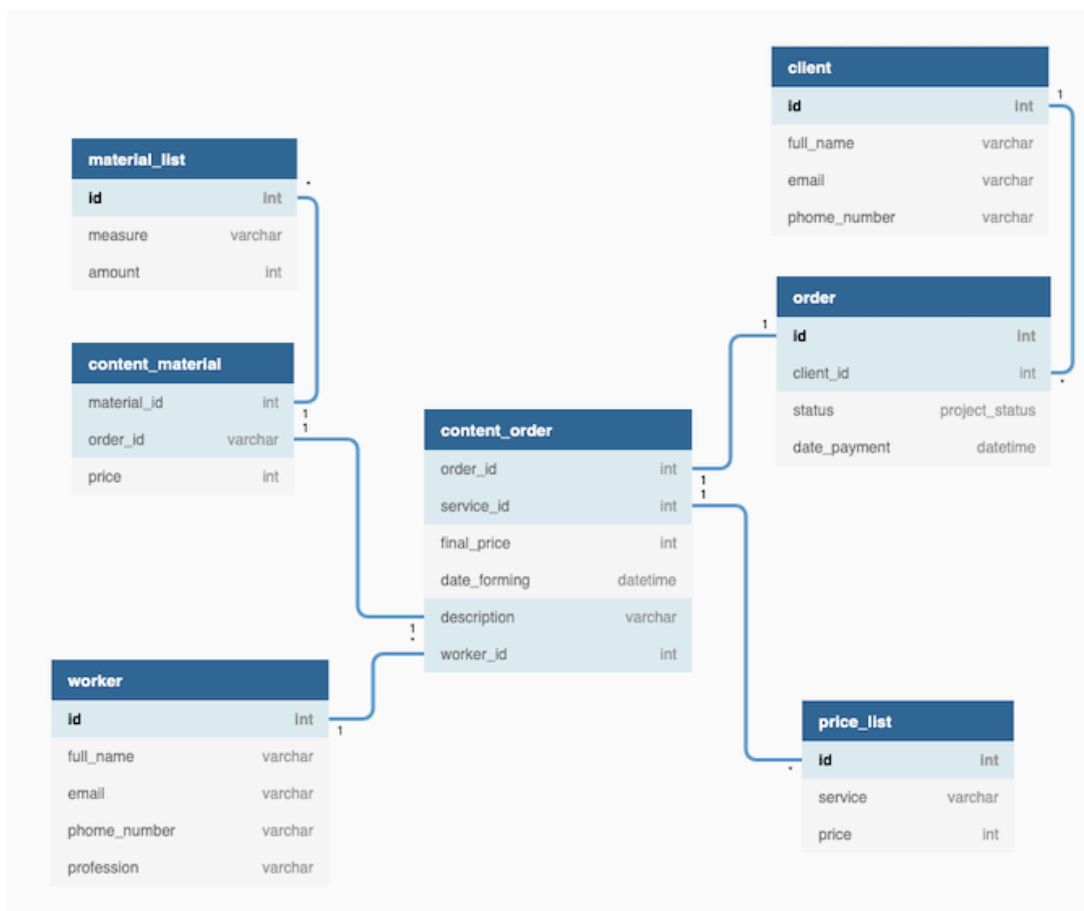 client
id int
full_name varchar
email varchar
phome_number varchar
material_list
id int
measure varchar
amount int
order
id int
client_id int
status project_status
date_payment datetime
content_material
material_id int
order_id varchar
price int
content_order
order_id int
service_id int
final_price int
date_forming datetime
description varchar
worker_id int
worker
id int
full_name varchar
email varchar
phome_number varchar
profession varchar
price_list
id int
service varchar
price int
1
*
*
1
1
1
1
1
1
*
1
*